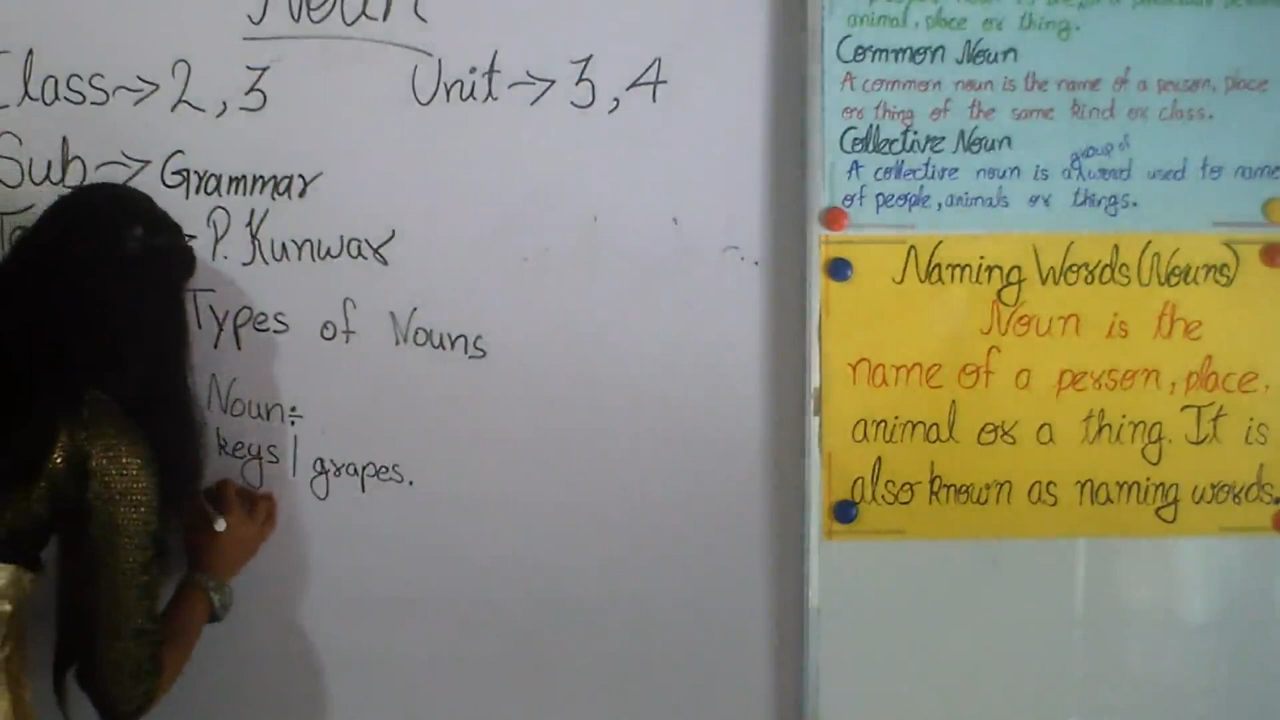 Noun
Class → 2, 3
Unit → 3, 4
Sub → Grammar
P. Kunwar
Types of Nouns
Noun÷
keys | grapes.
animal, place or thing.
Common Noun
A common noun is the name of a person, place
or thing of the same kind or class.
Collective Noun
group of
A collective noun is a word used to name
of people, animals or things.
Naming Words (Nouns)
Noun is the
name of a person, place,
animal or a thing. It is
also known as naming words.